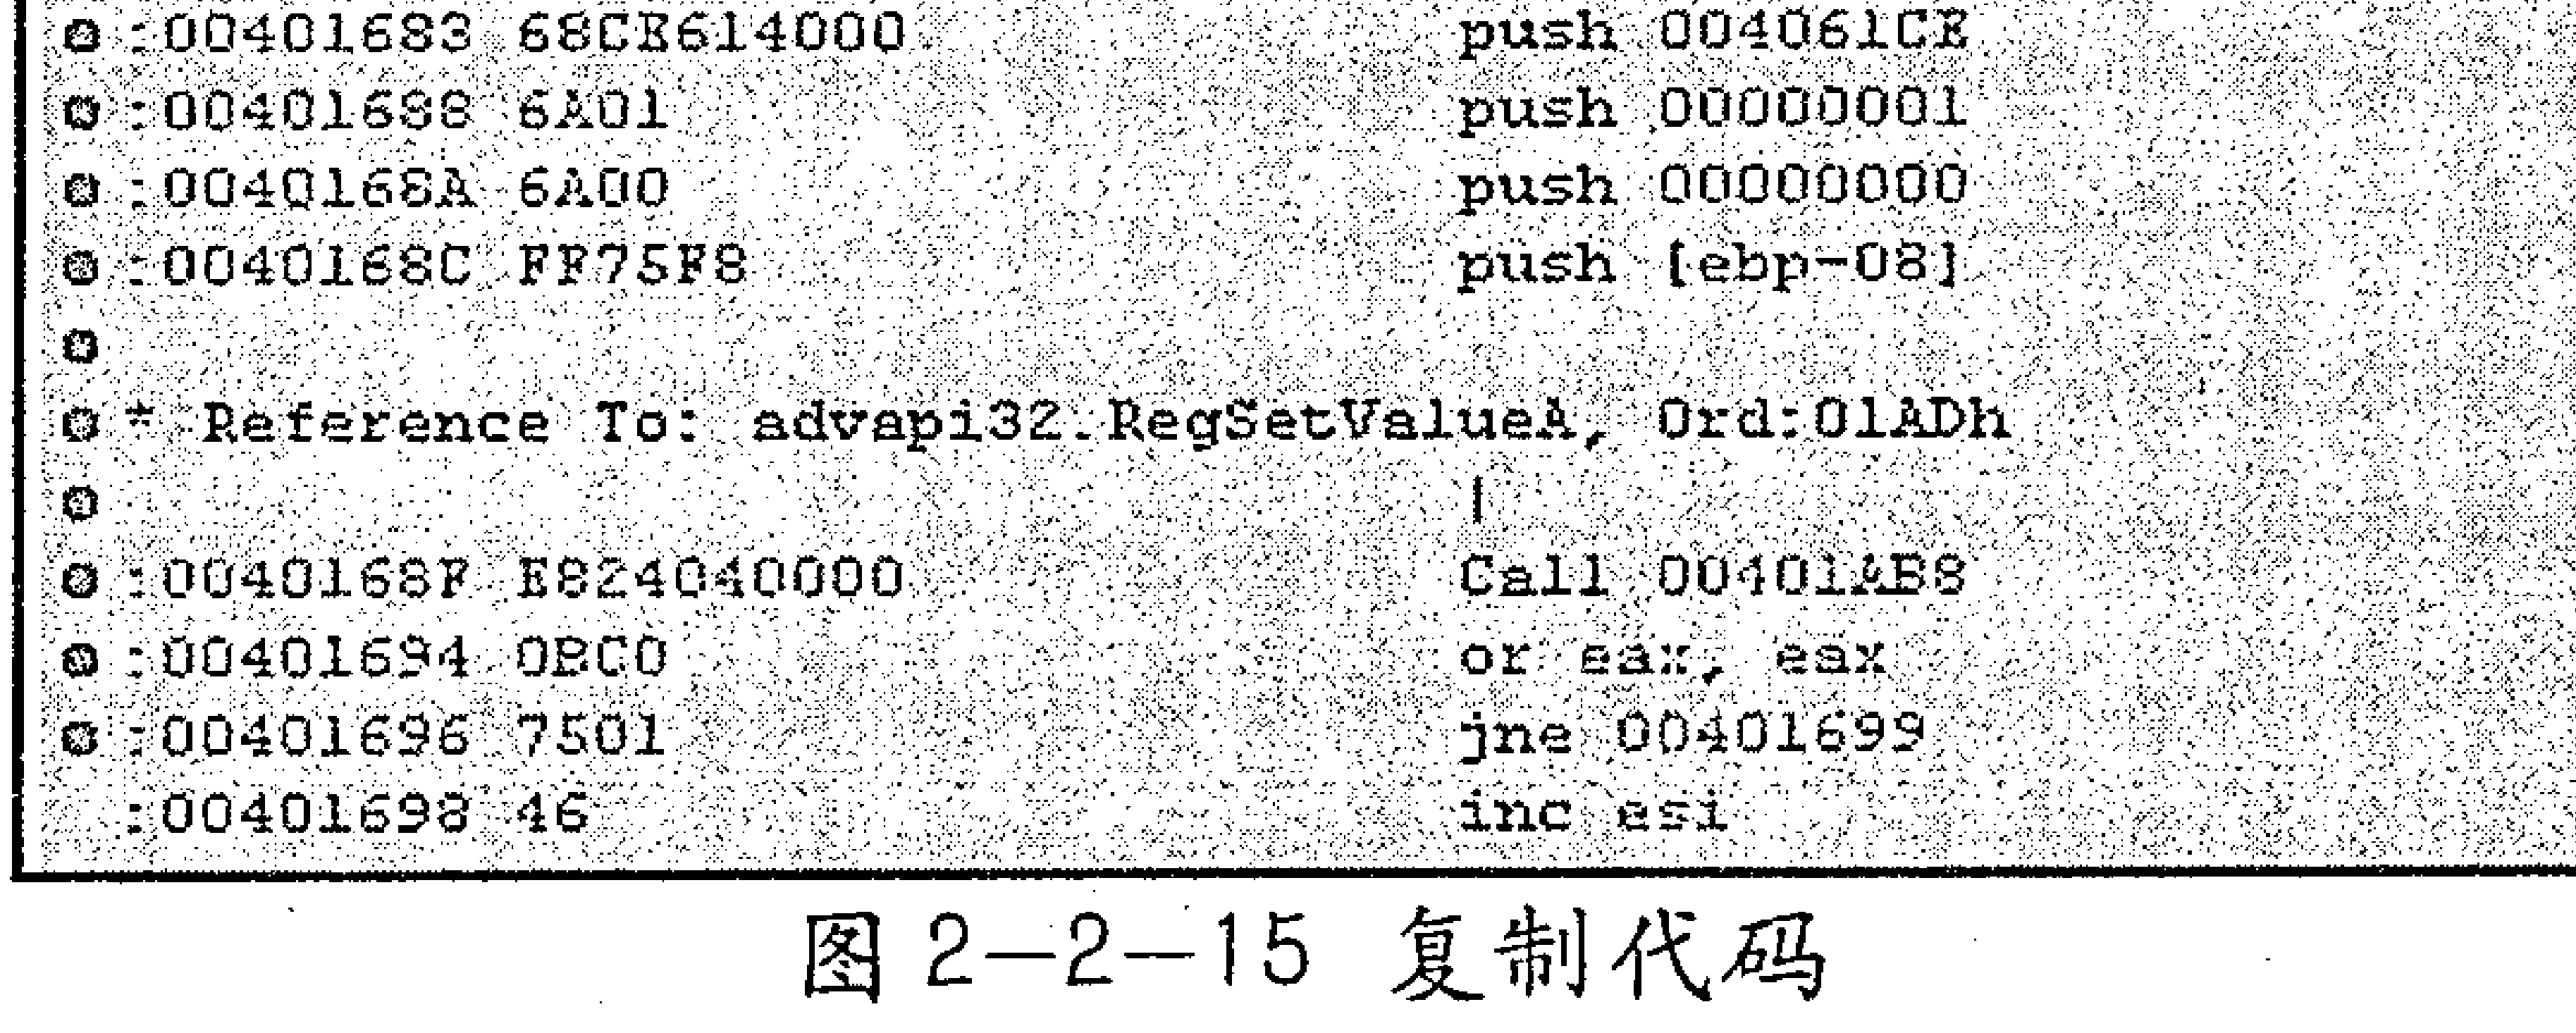 :00401683 68CE614000 push 004061CE
:00401688 6A01 push 00000001
:0040168A 6A00 push 00000000
:0040168C FF75F8 push [ebp-08]
* Reference To: advapi32.RegSetValueA, Ord:01ADh
|
:0040168F E824040000 Call 00401AB8
:00401694 0BC0 or eax, eax
:00401696 7501 jne 00401699
:00401698 46 inc esi
图 2-2-15 复制代码